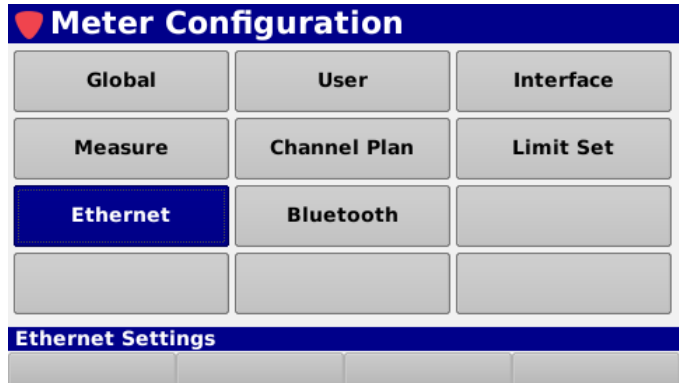 Meter Configuration
Global User Interface
Measure Channel Plan Limit Set
Ethernet Bluetooth
Ethernet Settings